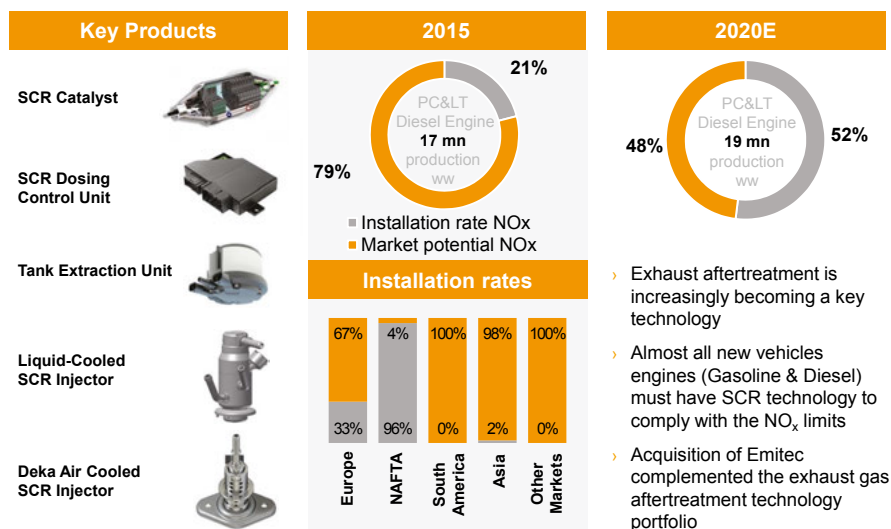 Key Products
SCR Catalyst
SCR Dosing
Control Unit
Tank Extraction Unit
Liquid-Cooled
SCR Injector
Deka Air Cooled
SCR Injector
2015
21%
PC&LT
Diesel Engine
17 mn
production
ww
79%
Installation rate NOx
Market potential NOx
Installation rates
67% 4% 100% 98% 100%
33% 96% 0% 2% 0%
Europe
NAFTA
South
America
Asia
Other
Markets
2020E
PC&LT
Diesel Engine
19 mn
production
ww
48%
52%
› Exhaust aftertreatment is
increasingly becoming a key
technology
› Almost all new vehicles
engines (Gasoline & Diesel)
must have SCR technology to
comply with the NOx limits
› Acquisition of Emitec
complemented the exhaust gas
aftertreatment technology
portfolio